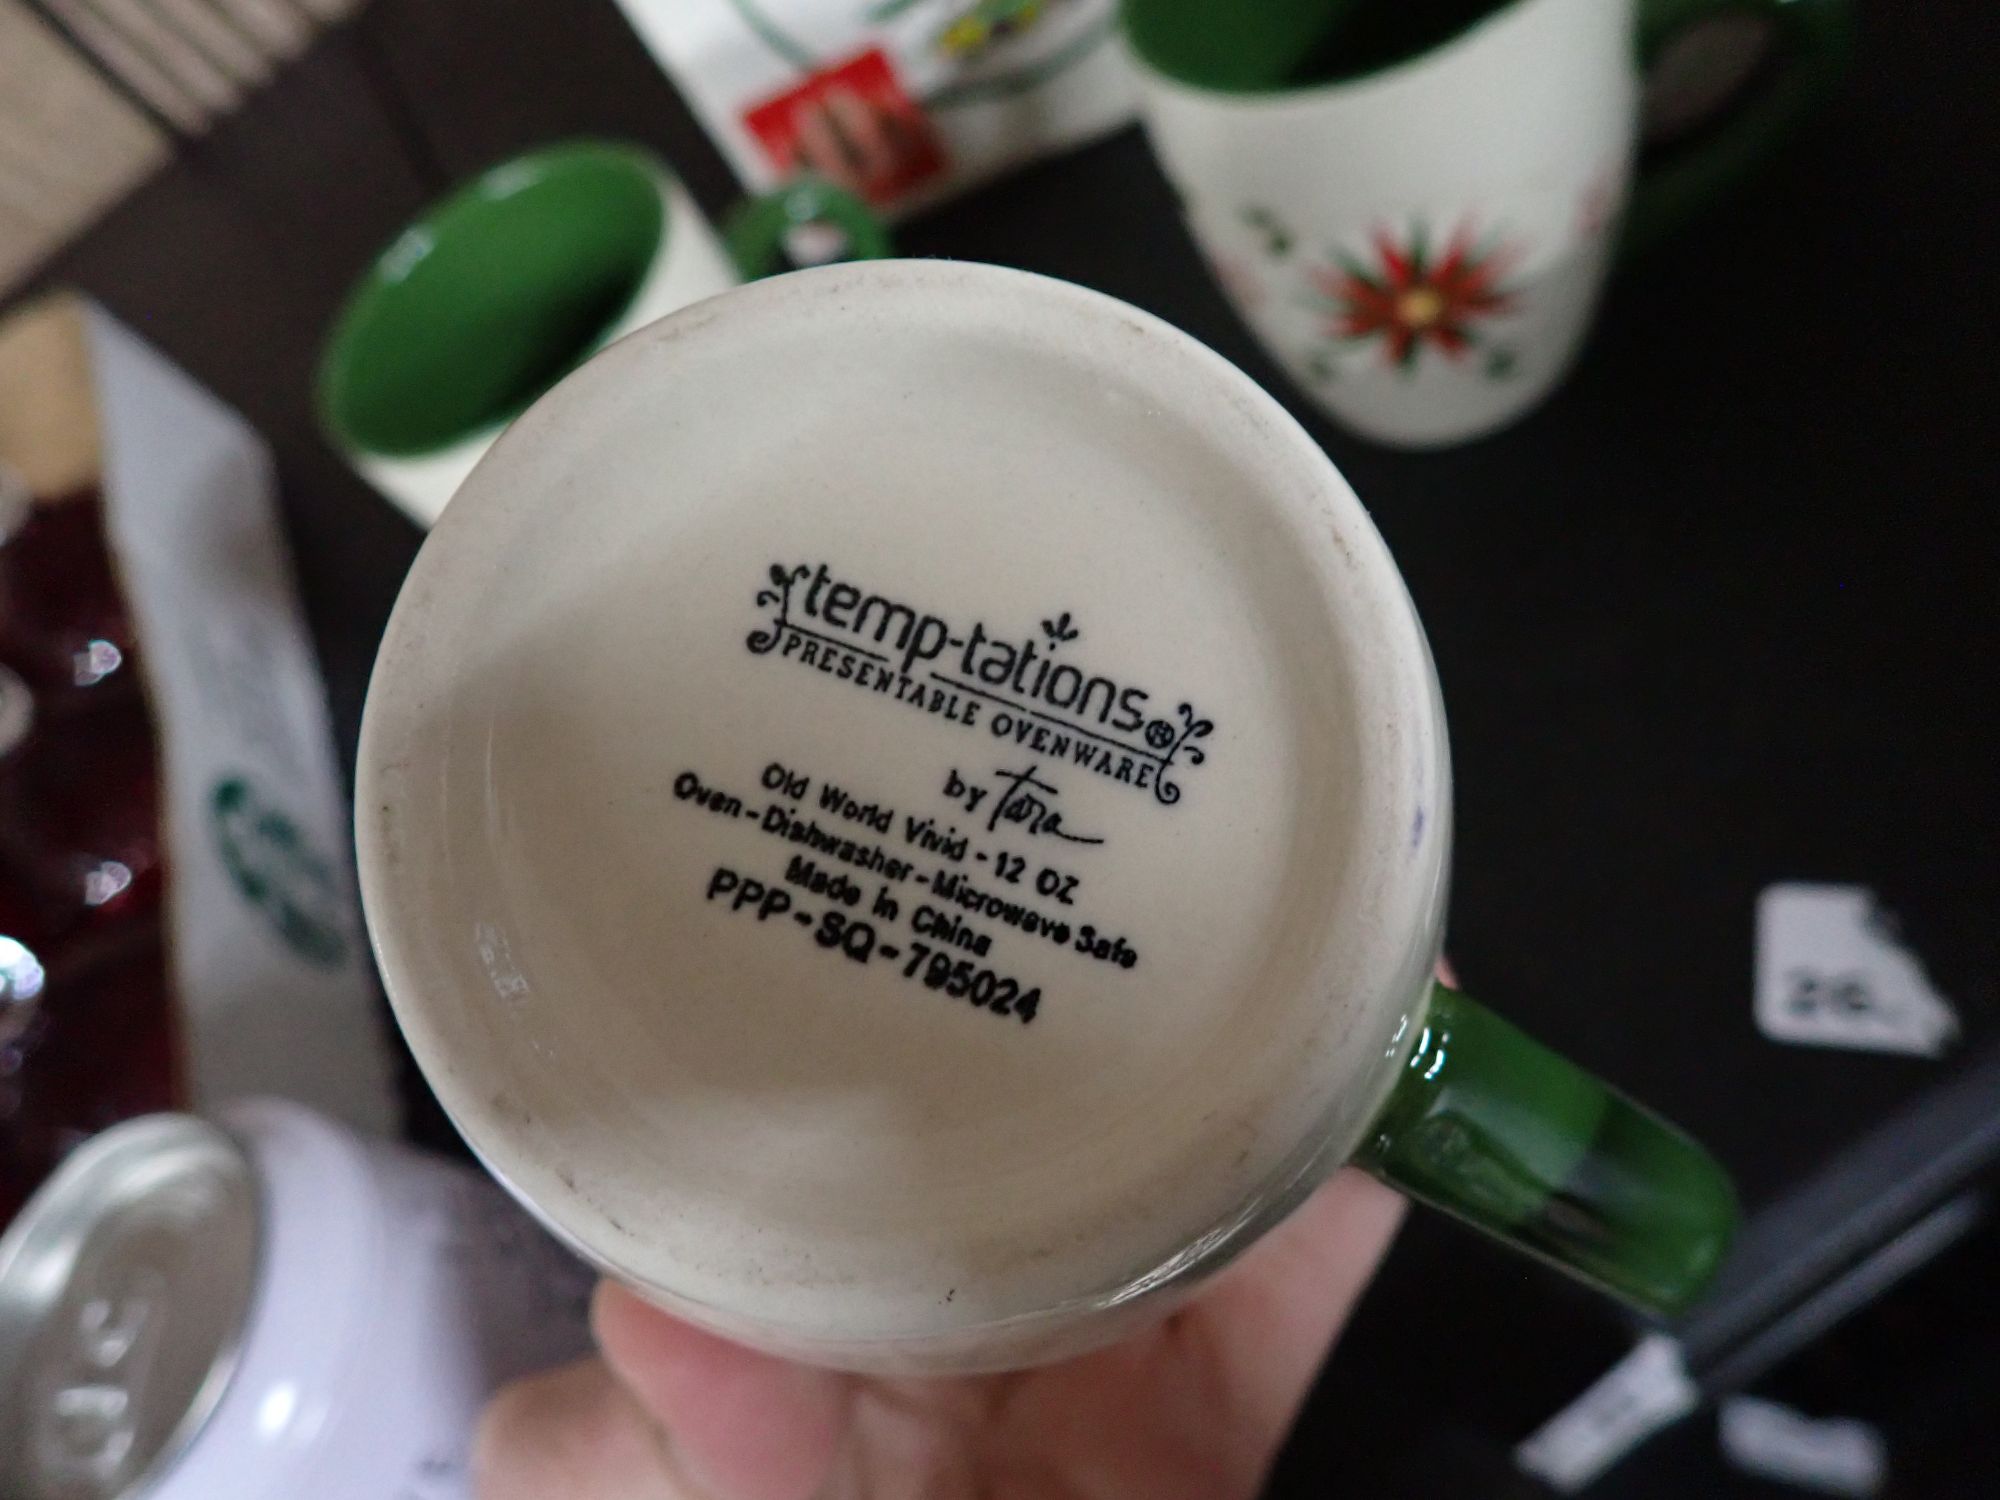 temp-tations®
PRESENTABLE OVENWARE
by Tara
Old World Vivid - 12 OZ
Oven-Dishwasher-Microwave Safe
Made In China
PPP-SQ-795024